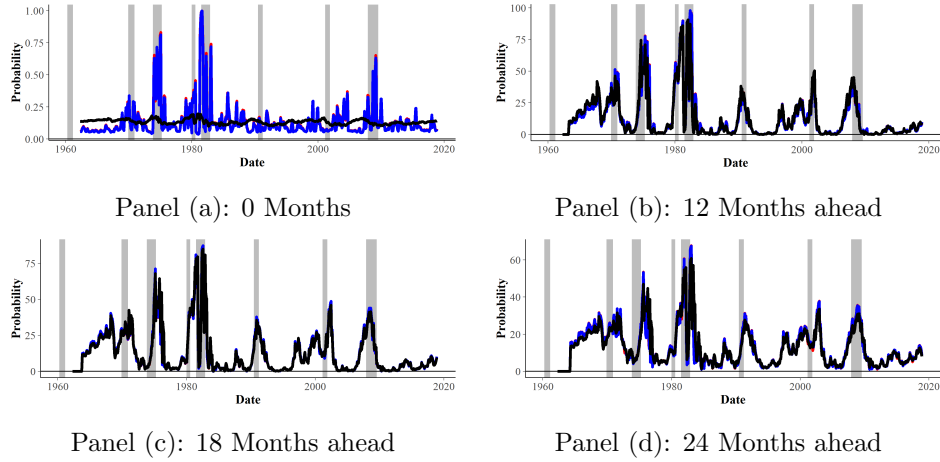 Probability
1.00
0.75
0.50
0.25
0.00
1960 1980 2000 2020
Date
Panel (a): 0 Months
Probability
100
75
50
25
0
1960 1980 2000 2020
Date
Panel (b): 12 Months ahead
Probability
75
50
25
0
1960 1980 2000 2020
Date
Panel (c): 18 Months ahead
Probability
60
40
20
0
1960 1980 2000 2020
Date
Panel (d): 24 Months ahead